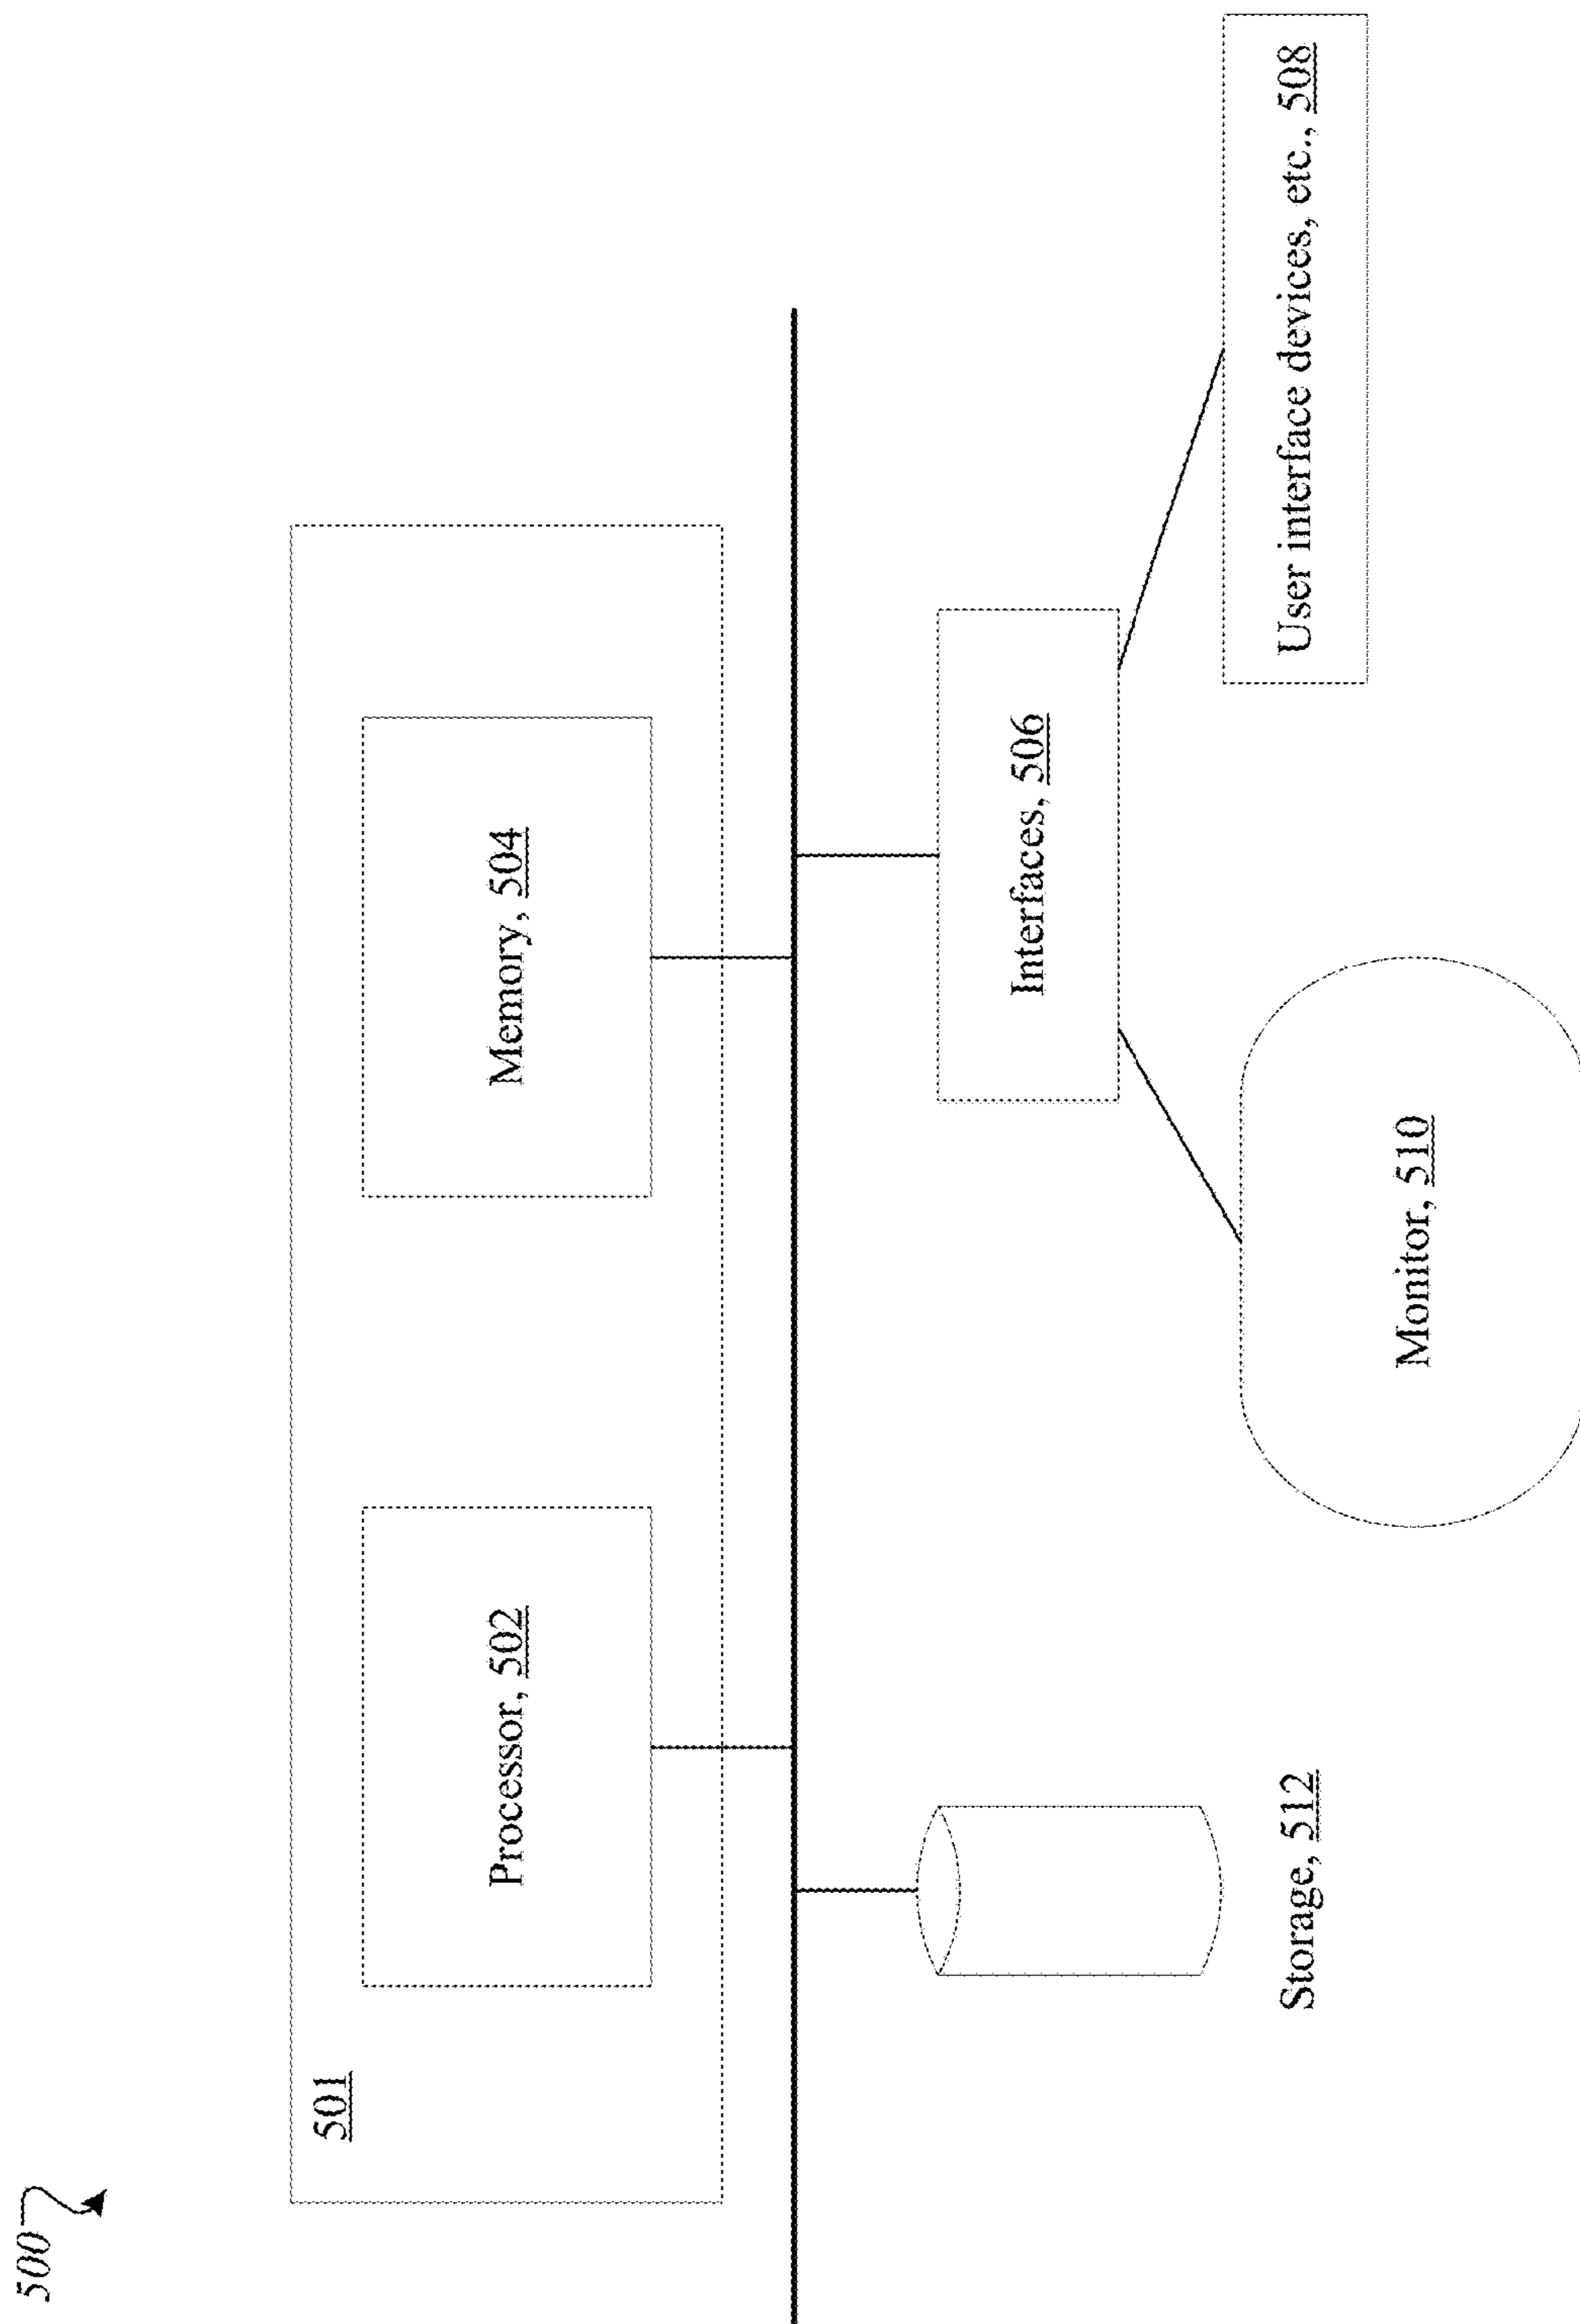 500
501
Processor, 502
Memory, 504
Storage, 512
Interfaces, 506
Monitor, 510
User interface devices, etc., 508